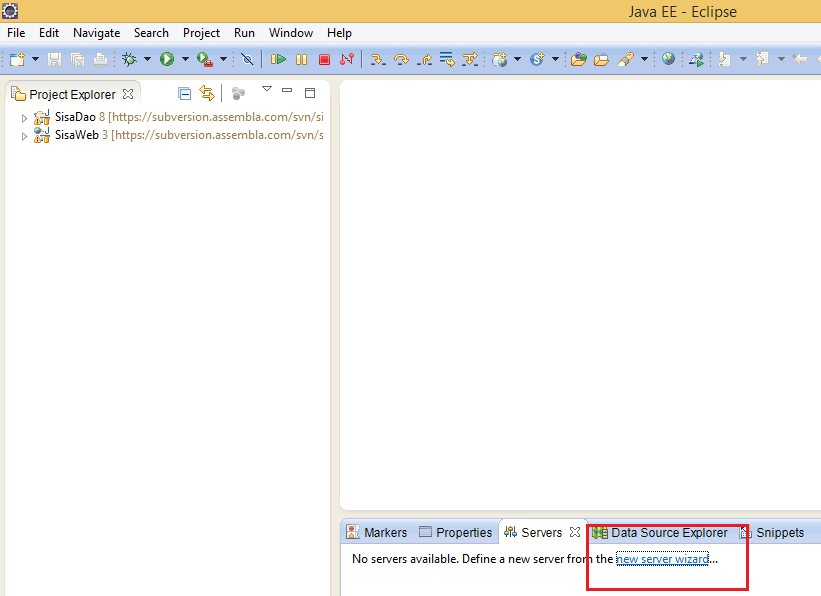 Java EE - Eclipse
File Edit Navigate Search Project Run Window Help
Project Explorer
SisaDao 8 [https://subversion.assembla.com/svn/si
SisaWeb 3 [https://subversion.assembla.com/svn/s
Markers Properties Servers Data Source Explorer Snippets
No servers available. Define a new server from the new server wizard...